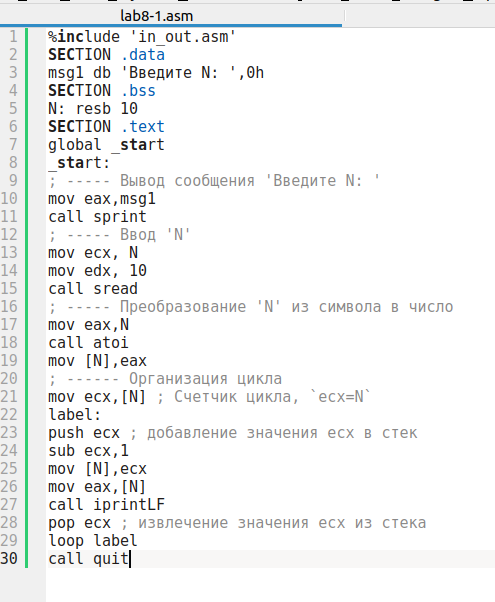 lab8-1.asm
1 %include 'in_out.asm'
2 SECTION .data
3 msg1 db 'Введите N: ',0h
4 SECTION .bss
5 N: resb 10
6 SECTION .text
7 global _start
8 _start:
9 ; ----- Вывод сообщения 'Введите N: '
10 mov eax,msg1
11 call sprint
12 ; ----- Ввод 'N'
13 mov ecx, N
14 mov edx, 10
15 call sread
16 ; ----- Преобразование 'N' из символа в число
17 mov eax,N
18 call atoi
19 mov [N],eax
20 ; ------ Организация цикла
21 mov ecx,[N] ; Счетчик цикла, `ecx=N`
22 label:
23 push ecx ; добавление значения ecx в стек
24 sub ecx,1
25 mov [N],ecx
26 mov eax,[N]
27 call iprintLF
28 pop ecx ; извлечение значения ecx из стека
29 loop label
30 call quit